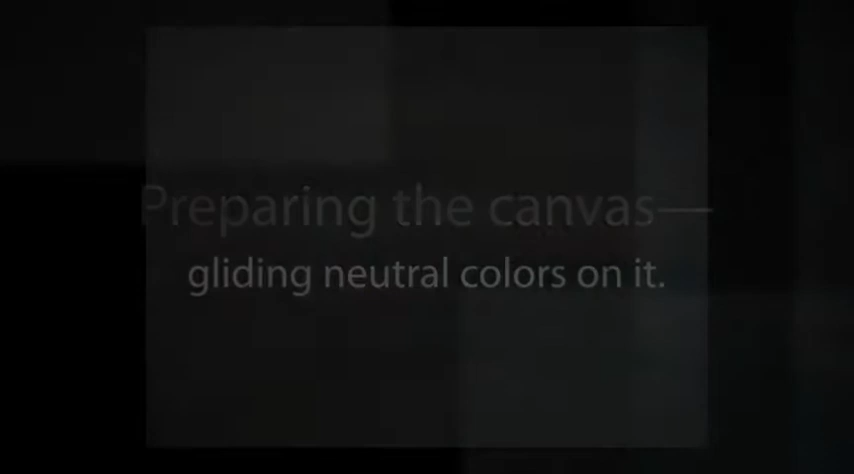 Preparing the canvas—
gliding neutral colors on it.